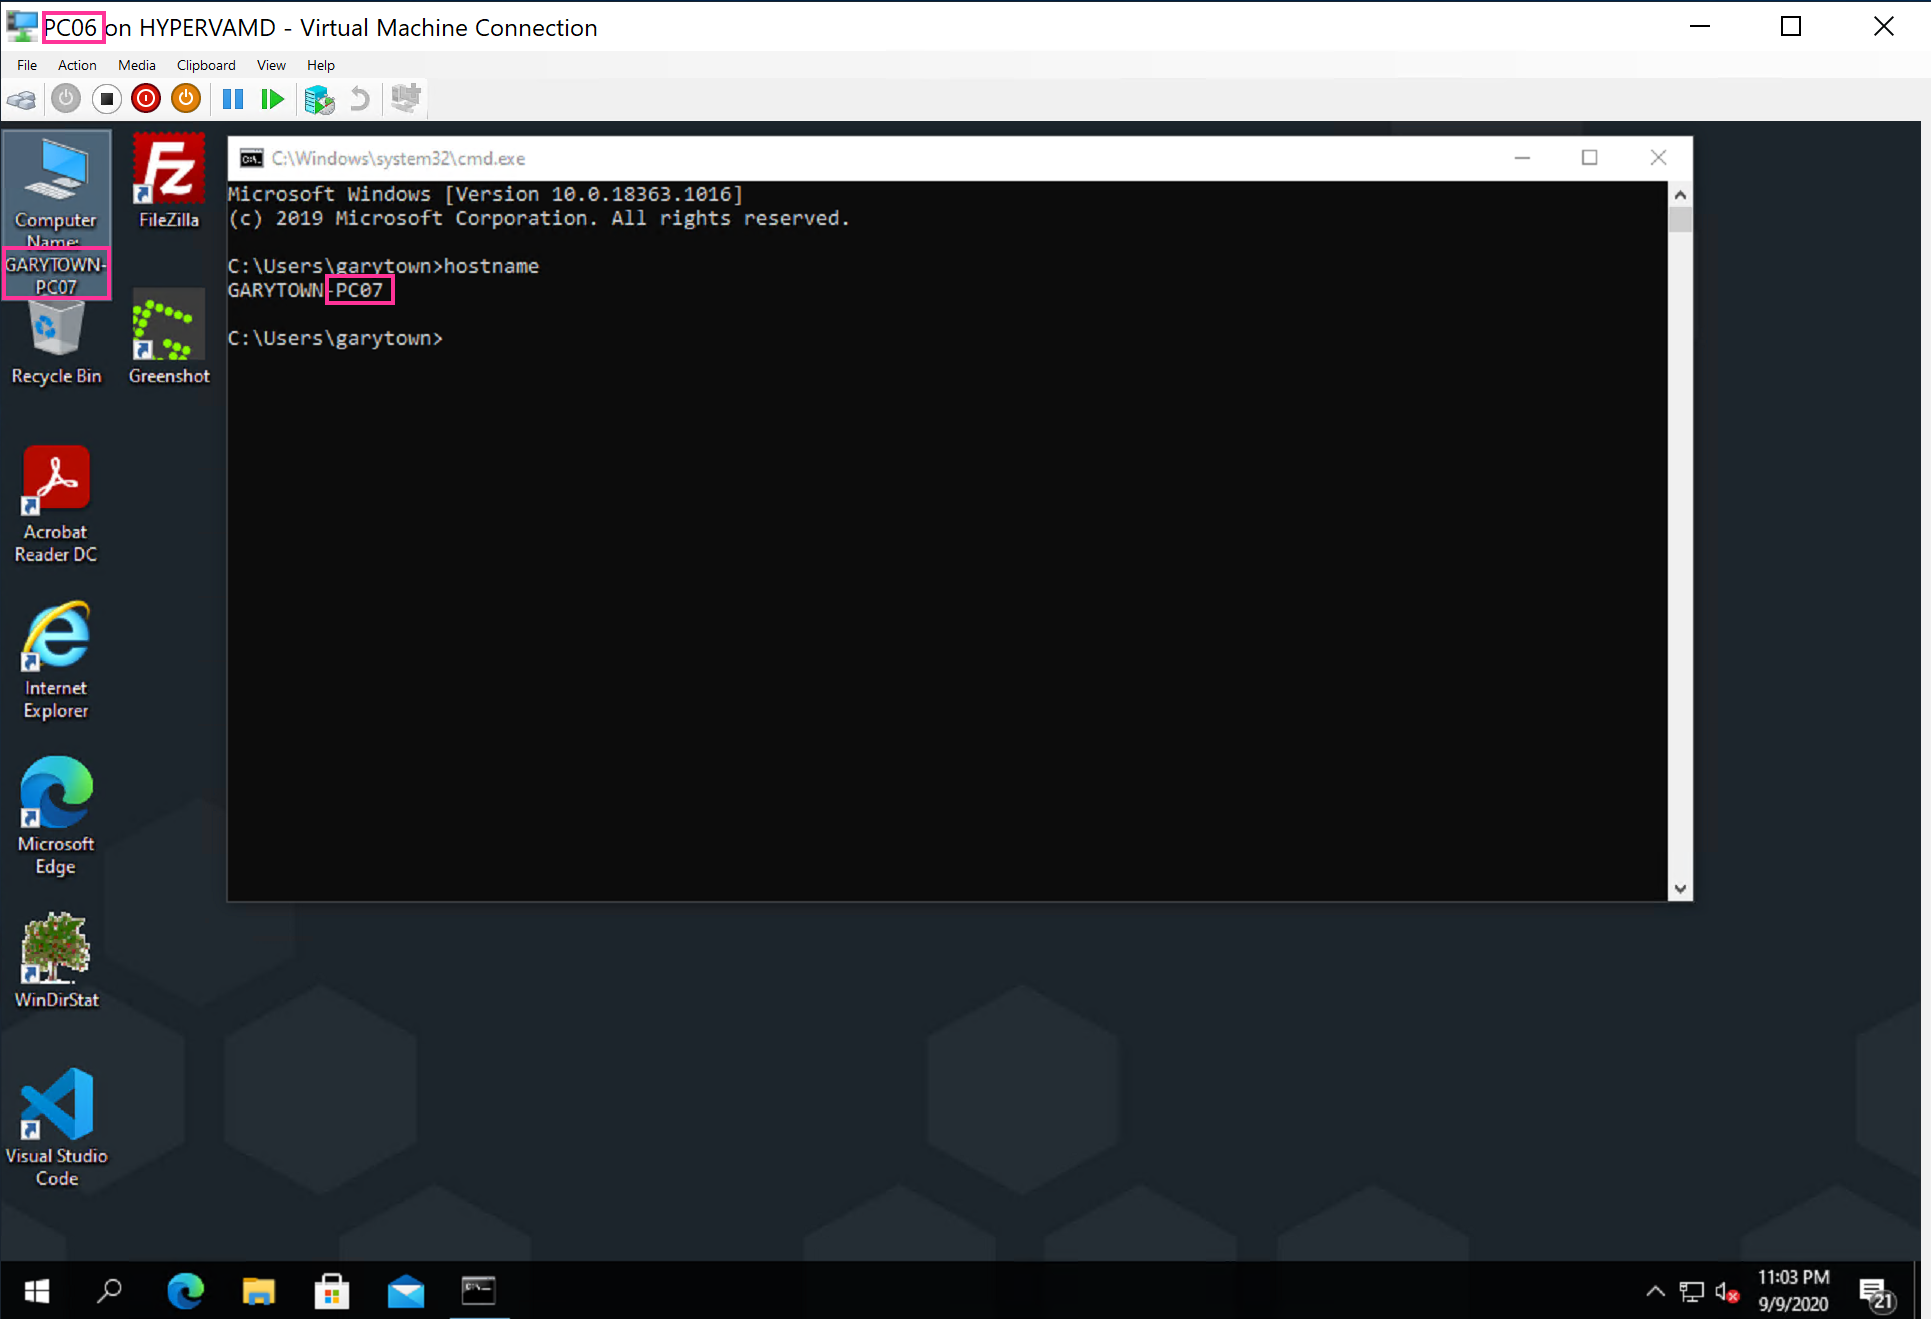 PC06 on HYPERVAMD - Virtual Machine Connection
File Action Media Clipboard View Help
Computer
Name:
GARYTOWN-
PC07
FileZilla
Recycle Bin
Greenshot
Acrobat
Reader DC
Internet
Explorer
Microsoft
Edge
WinDirStat
Visual Studio
Code
C:\Windows\system32\cmd.exe
Microsoft Windows [Version 10.0.18363.1016]
(c) 2019 Microsoft Corporation. All rights reserved.
C:\Users\garytown>hostname
GARYTOWN-PC07
C:\Users\garytown>
11:03 PM
9/9/2020
21